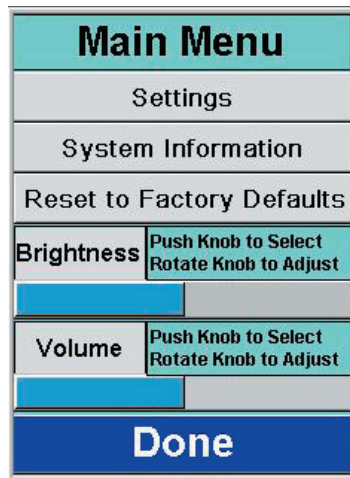 Main Menu
Settings
System Information
Reset to Factory Defaults
Brightness
Push Knob to Select
Rotate Knob to Adjust
Volume
Push Knob to Select
Rotate Knob to Adjust
Done